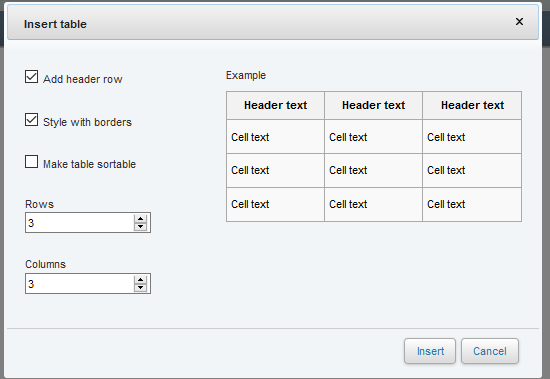 Insert table
Add header row
Style with borders
Make table sortable
Rows
3
Columns
3
Example
Header text Header text Header text
Cell text Cell text Cell text
Cell text Cell text Cell text
Cell text Cell text Cell text
Insert Cancel